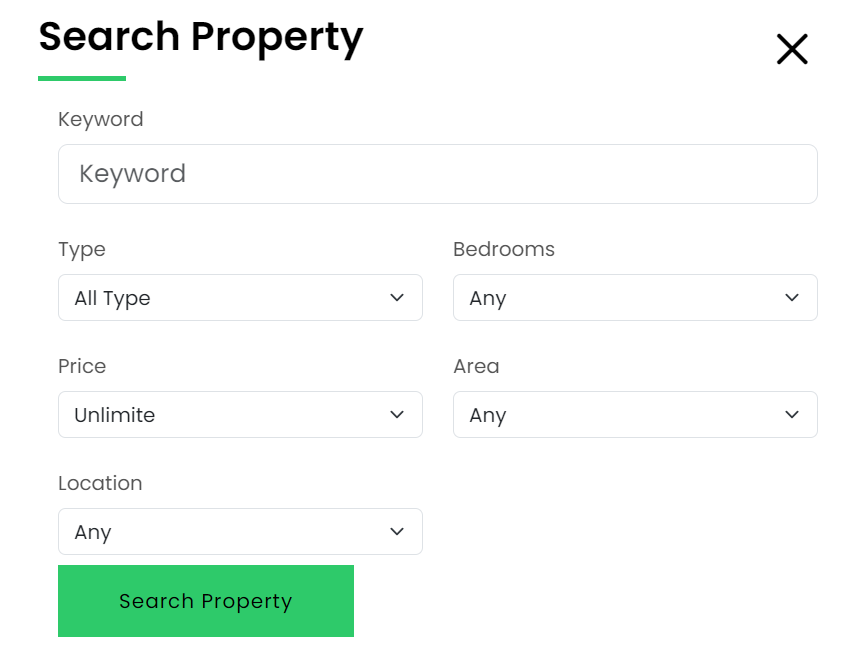 Search Property
Keyword
Keyword
Type
Bedrooms
All Type
Any
Price
Area
Unlimite
Any
Location
Any
Search Property